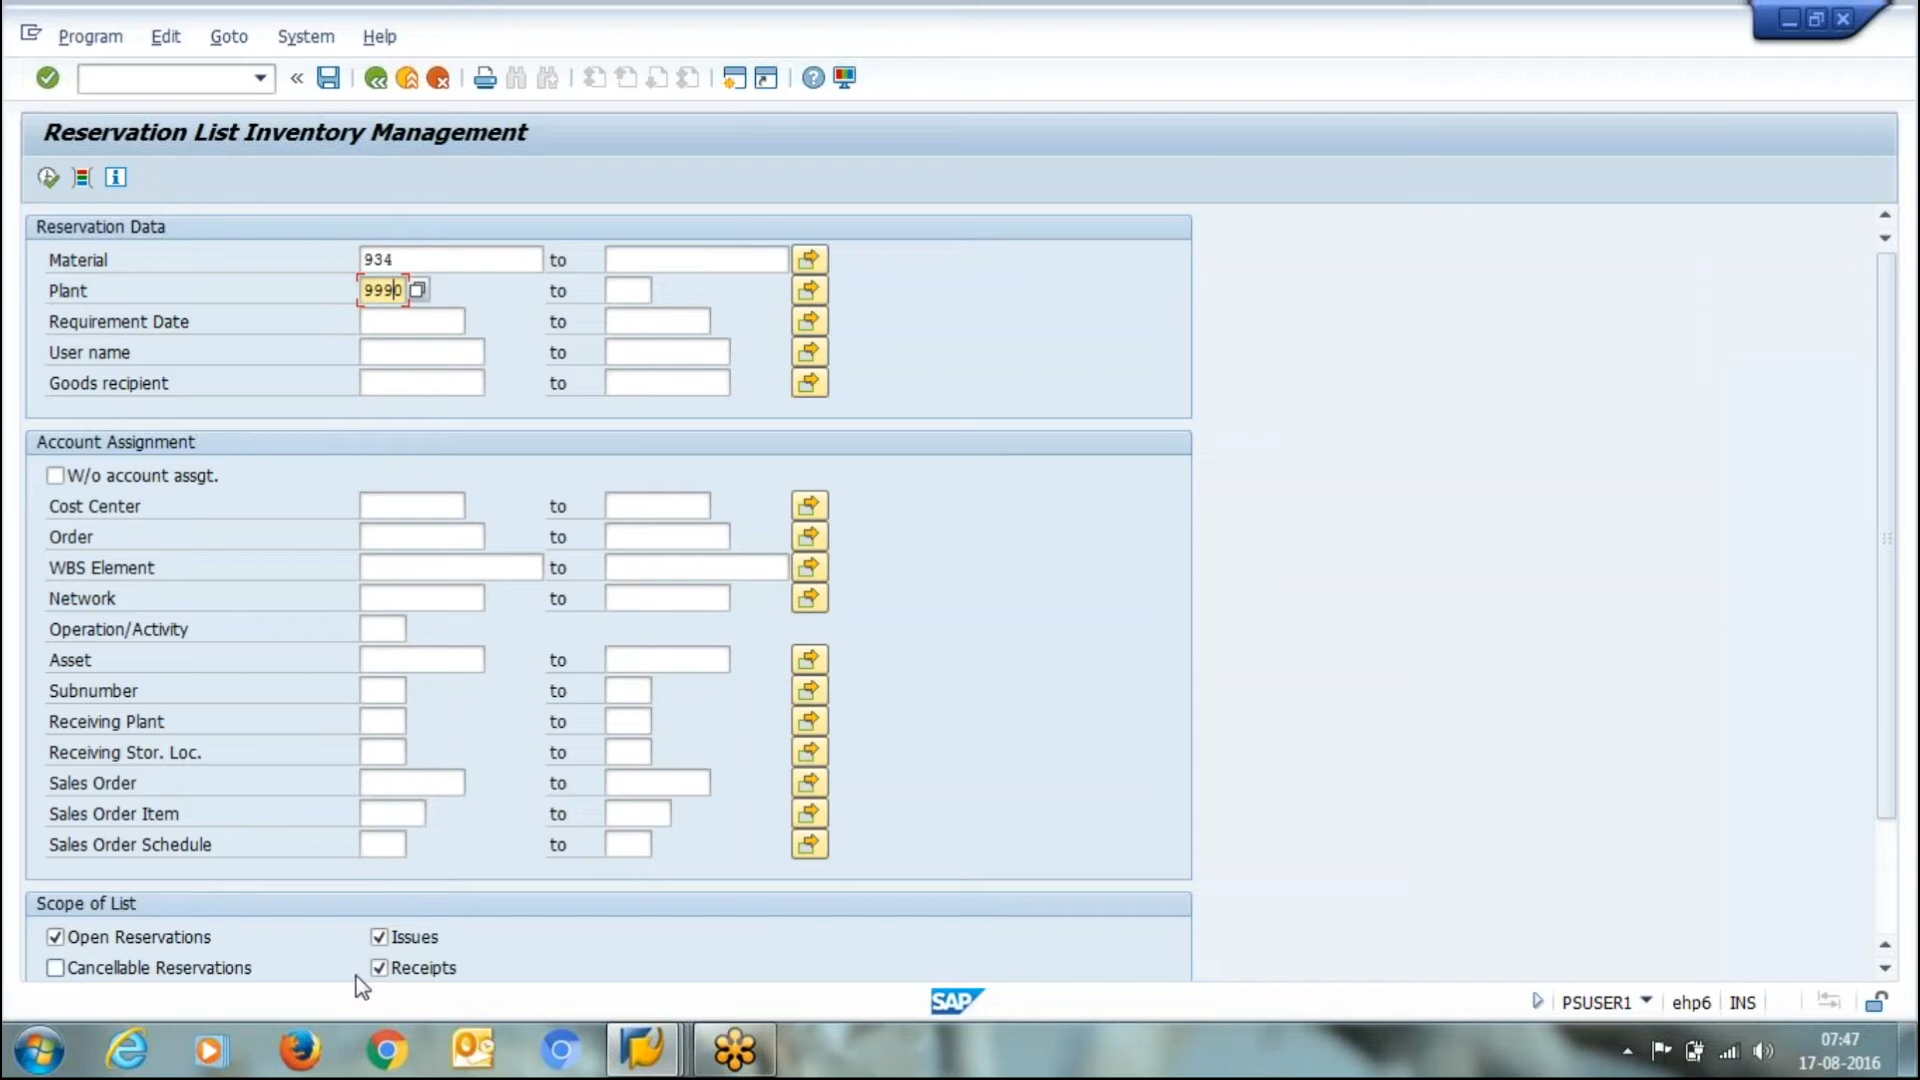 Program Edit Goto System Help
Reservation List Inventory Management
Reservation Data
Material 934 to
Plant 9990 to
Requirement Date to
User name to
Goods recipient to
Account Assignment
W/o account assgt.
Cost Center to
Order to
WBS Element to
Network to
Operation/Activity
Asset to
Subnumber to
Receiving Plant to
Receiving Stor. Loc. to
Sales Order to
Sales Order Item to
Sales Order Schedule to
Scope of List
Open Reservations Issues
Cancellable Reservations Receipts
SAP PSUSER1 ehp6 INS
07:47
17-08-2016